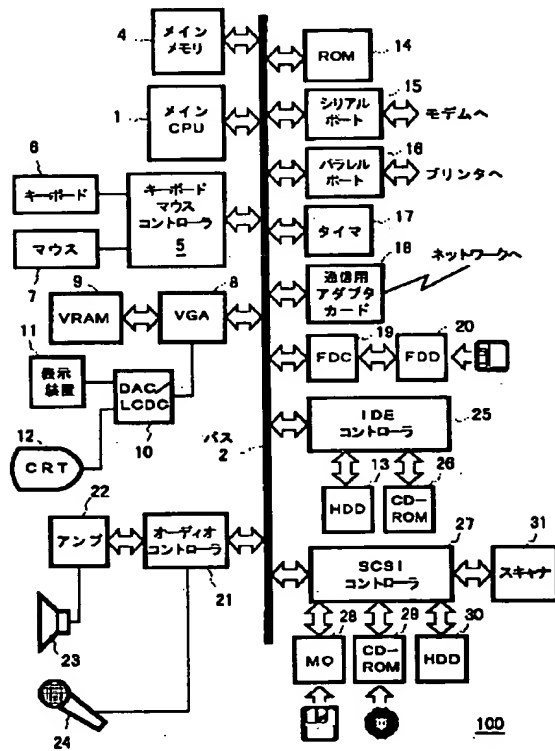 4
メイン
メモリ
1
メイン
CPU
6
キーボード
7
マウス
キーボード
マウス
コントローラ
5
9
VRAM
8
VGA
11
表示
装置
DAC/
LCDC
10
12
CRT
22
アンプ
オーディオ
コントローラ
21
23
24
バス
2
ROM
14
15
シリアル
ポート
モデムへ
16
パラレル
ポート
プリンタへ
タイマ
17
18
通信用
アダプタ
カード
ネットワークへ
19
FDC
20
FDD
IDE
コントローラ
25
13
HDD
26
CD-
ROM
27
SCSI
コントローラ
31
スキャナ
28
MO
29
CD-
ROM
30
HDD
100